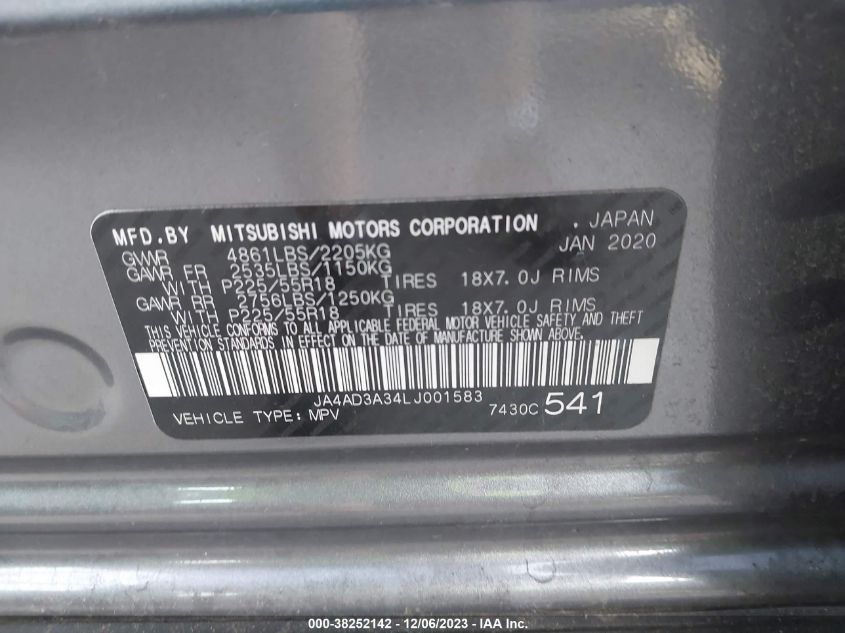 MFD.BY MITSUBISHI MOTORS CORPORATION . JAPAN
GVWR 4861LBS/2205KG JAN 2020
GAWR FR 2535LBS/1150KG
WITH P225/55R18 TIRES 18X7.0J RIMS
GAWR RR 2756LBS/1250KG
WITH P225/55R18 TIRES 18X7.0J RIMS
THIS VEHICLE CONFORMS TO ALL APPLICABLE FEDERAL MOTOR VEHICLE SAFETY AND THEFT
PREVENTION STANDARDS IN EFFECT ON THE DATE OF MANUFACTURE SHOWN ABOVE.
JA4AD3A34LJ001583
VEHICLE TYPE: MPV 7430C 541
000-38252142 - 12/06/2023 - IAA Inc.